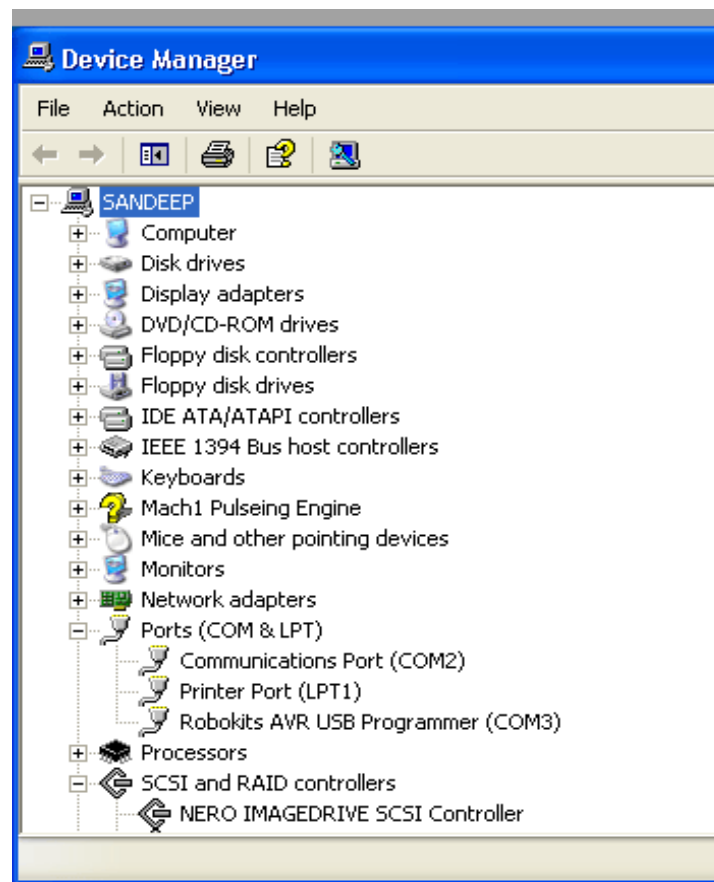 Device Manager
File Action View Help
SANDEEP
Computer
Disk drives
Display adapters
DVD/CD-ROM drives
Floppy disk controllers
Floppy disk drives
IDE ATA/ATAPI controllers
IEEE 1394 Bus host controllers
Keyboards
Mach1 Pulseing Engine
Mice and other pointing devices
Monitors
Network adapters
Ports (COM & LPT)
Communications Port (COM2)
Printer Port (LPT1)
Robokits AVR USB Programmer (COM3)
Processors
SCSI and RAID controllers
NERO IMAGEDRIVE SCSI Controller